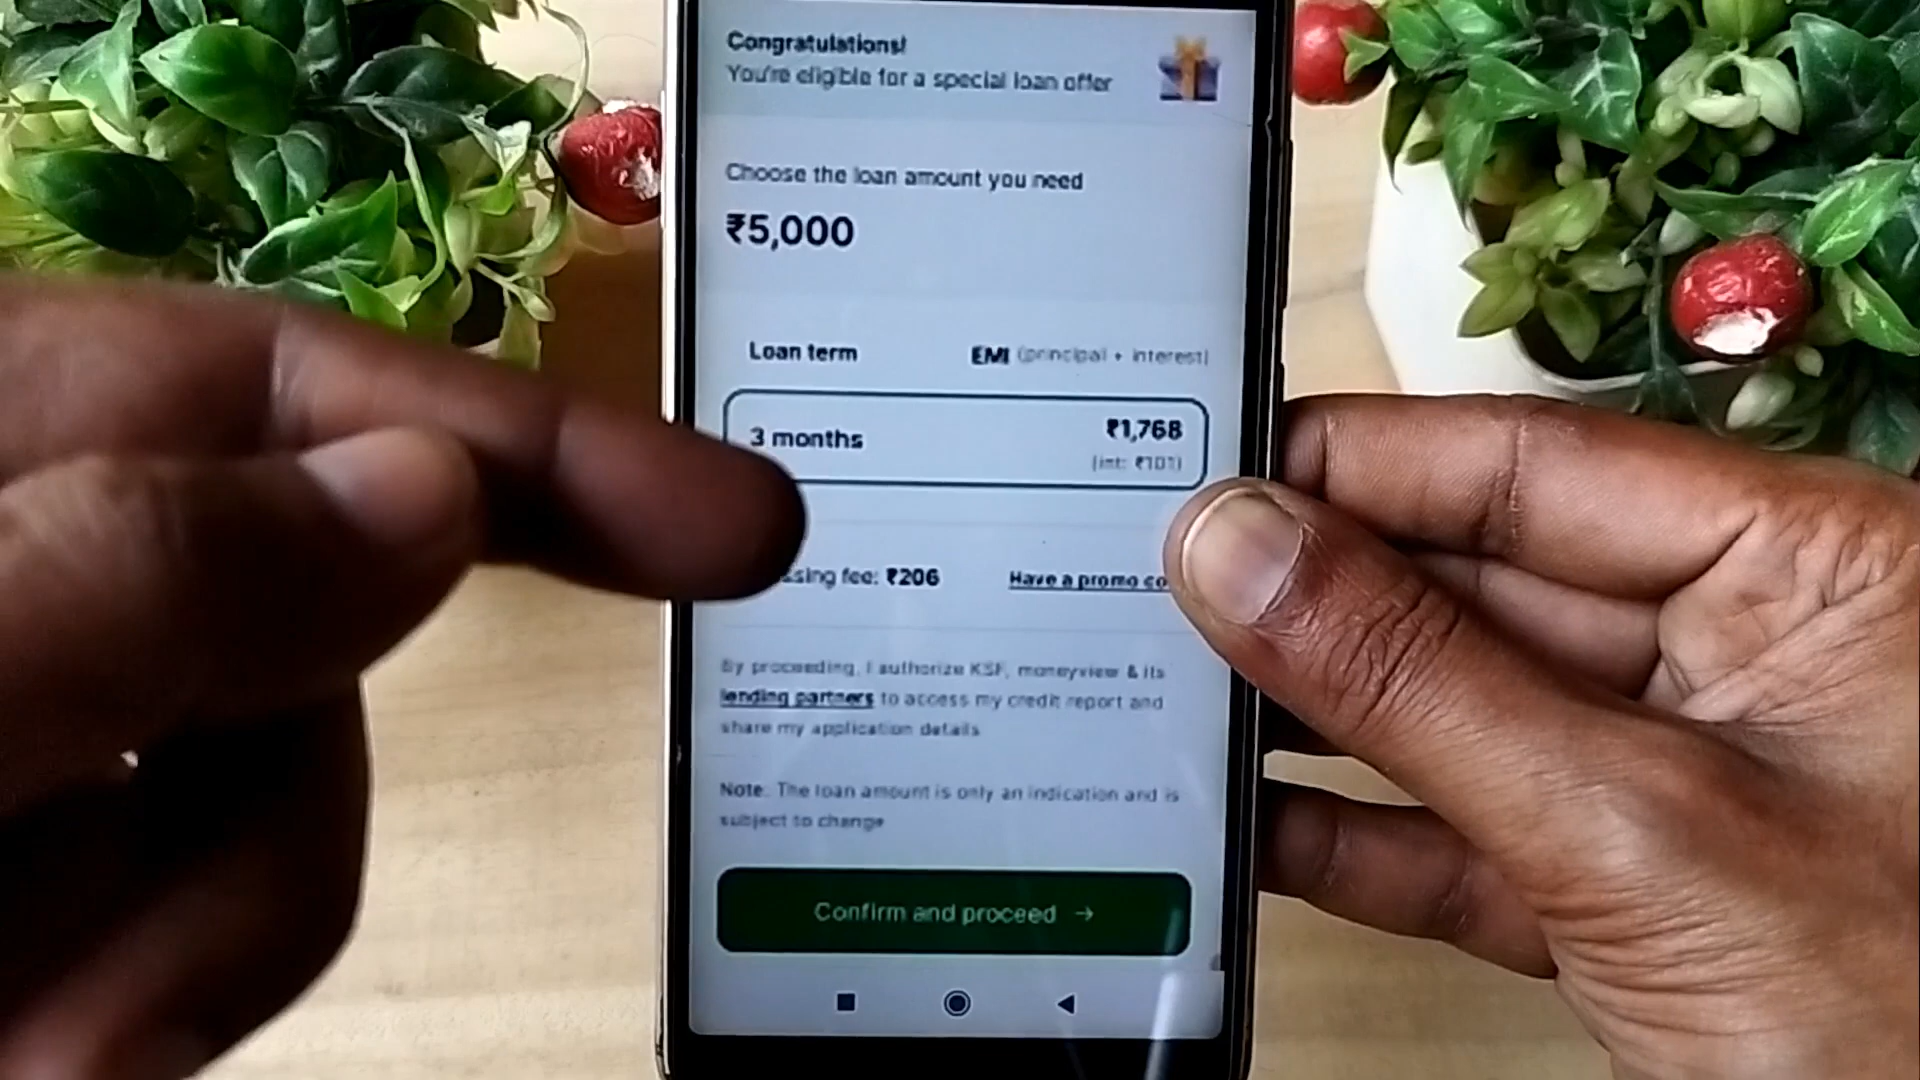 Congratulations!
You're eligible for a special loan offer
Choose the loan amount you need
₹5,000
Loan term EMI (principal + interest)
3 months ₹1,768
(int: ₹101)
fee: ₹206 Have a promo
By proceeding, I authorize KSF, moneyview & its
lending partners to access my credit report and
share my application details
Note: The loan amount is only an indication and is
subject to change
Confirm and proceed →